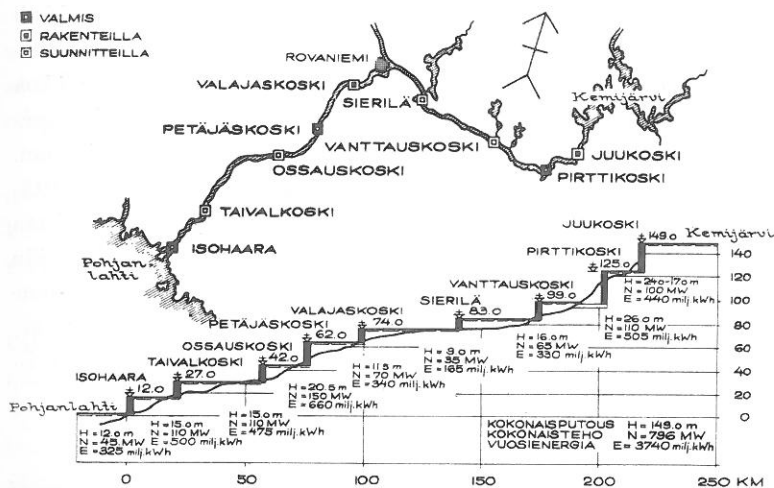 VALMIS
RAKENTEILLA
SUUNNITTEILLA
ROVANIEMI
VALAJASKOSKI
SIERILÄ
Kemijärvi
PETÄJÄSKOSKI
VANTTAUSKOSKI
JUUKOSKI
OSSAUSKOSKI
PIRTTIKOSKI
TAIVALKOSKI
ISOHAARA
Pohjan-
lahti
JUUKOSKI
149.0 Kemijärvi
PIRTTIKOSKI
125.0
VANTTAUSKOSKI
99.0
SIERILÄ
83.0
VALAJASKOSKI
74.0
PETÄJÄSKOSKI
62.0
OSSAUSKOSKI
42.0
TAIVALKOSKI
27.0
ISOHAARA
12.0
Pohjanlahti
H = 12.0 m
N = 45 MW
E = 325 milj.kWh
H = 15.0 m
N = 110 MW
E = 500 milj.kWh
H = 15.0 m
N = 110 MW
E = 475 milj.kWh
H = 20.5 m
N = 150 MW
E = 660 milj.kWh
H = 11.5 m
N = 70 MW
E = 340 milj.kWh
H = 9.0 m
N = 35 MW
E = 165 milj.kWh
H = 16.0 m
N = 65 MW
E = 330 milj.kWh
H = 26.0 m
N = 110 MW
E = 505 milj.kWh
H = 24.0-17.0 m
N = 100 MW
E = 440 milj.kWh
140
120
100
80
60
40
20
0
KOKONAISPUTOUS H = 149.0 m
KOKONAISTEHO N = 796 MW
VUOSIENERGIA E = 3740 milj.kWh
0 50 100 150 200 250 KM